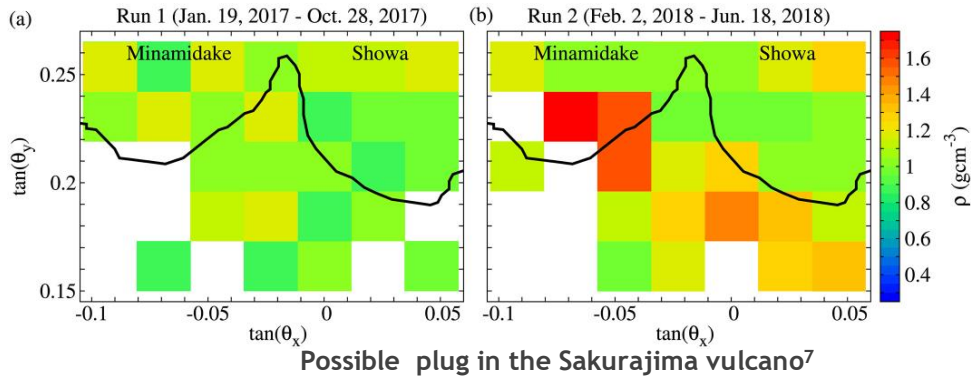 (a) Run 1 (Jan. 19, 2017 - Oct. 28, 2017)
(b) Run 2 (Feb. 2, 2018 - Jun. 18, 2018)
Minamidake Showa
Minamidake Showa
tan(θy)
0.25
0.2
0.15
-0.1 -0.05 0 0.05
tan(θx)
-0.1 -0.05 0 0.05
tan(θx)
1.6
1.4
1.2
1
0.8
0.6
0.4
ρ (gcm⁻³)
Possible plug in the Sakurajima vulcano⁷